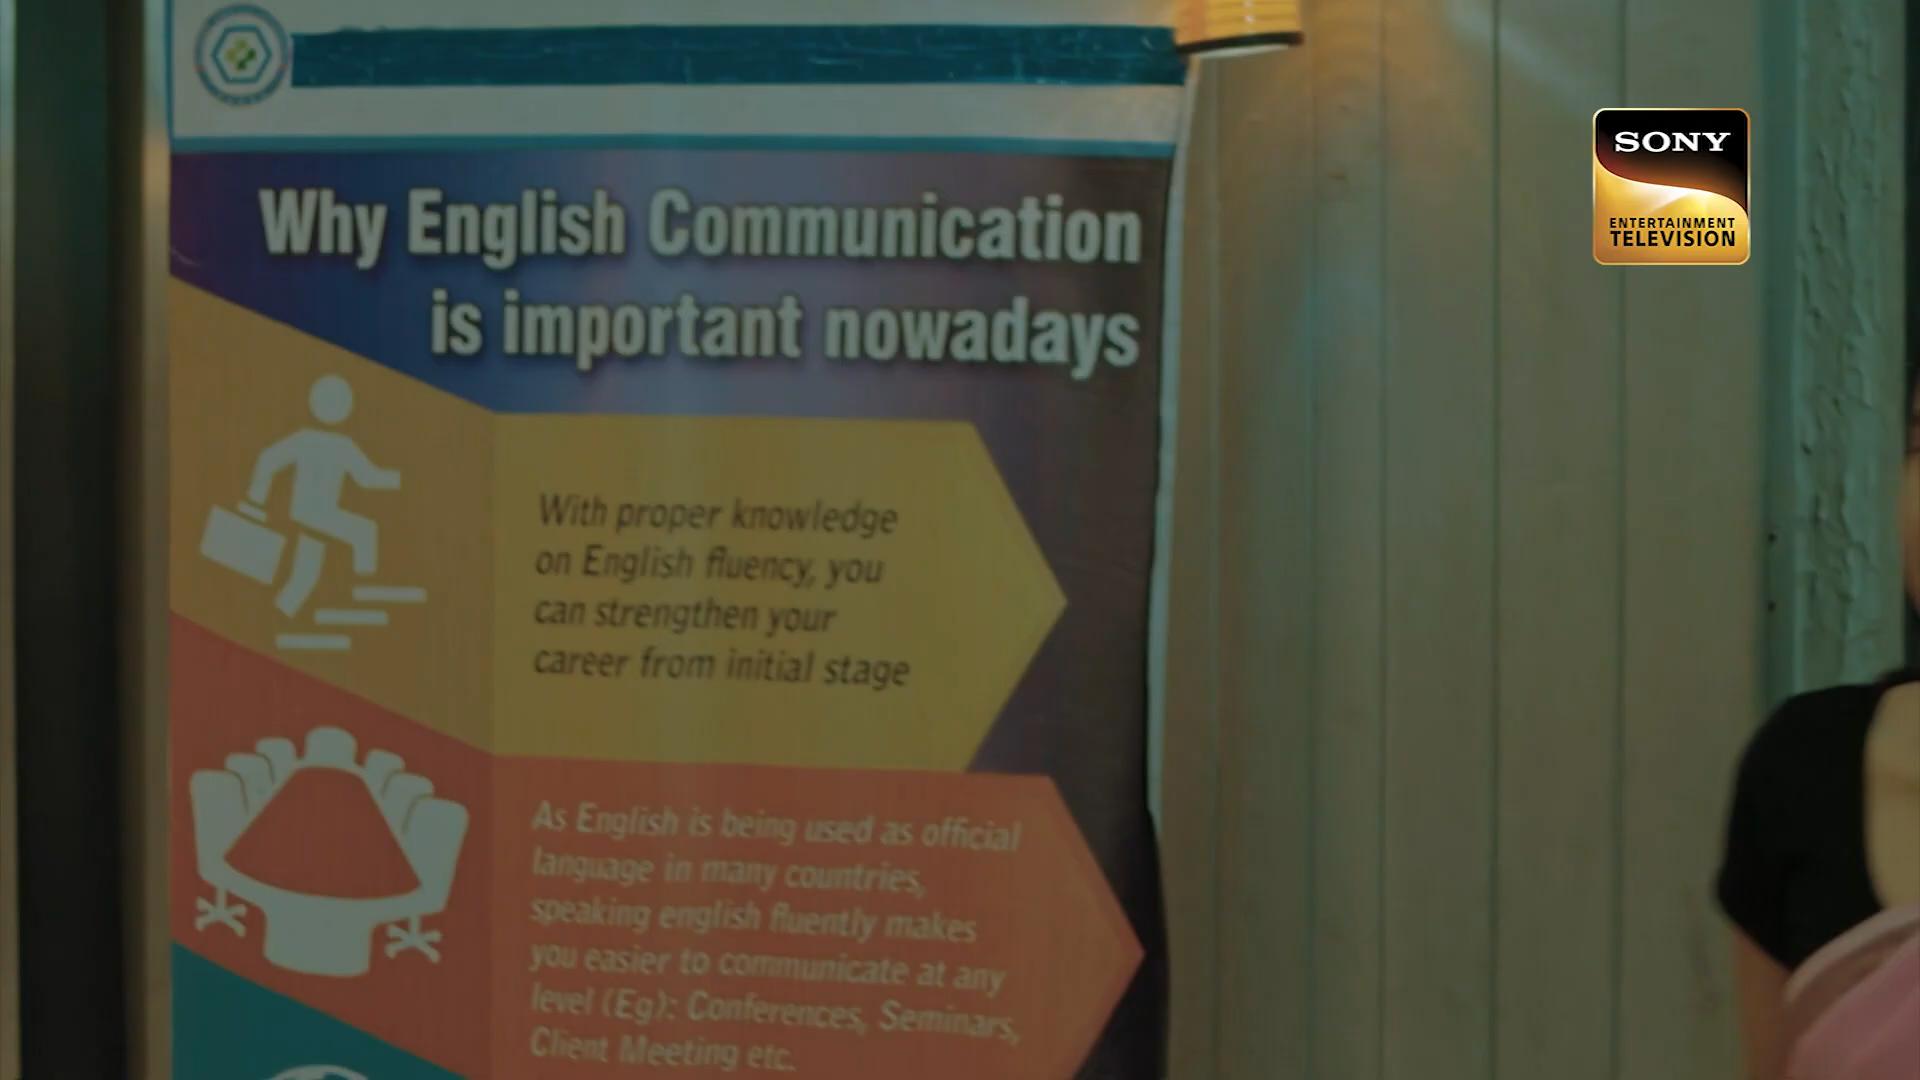 Why English Communication
is important nowadays
With proper knowledge
on English fluency, you
can strengthen your
career from initial stage
As English is being used as official
language in many countries,
speaking english fluently makes
you easier to communicate at any
level (Eg): Conferences, Seminars,
Client Meeting etc.
SONY
ENTERTAINMENT
TELEVISION